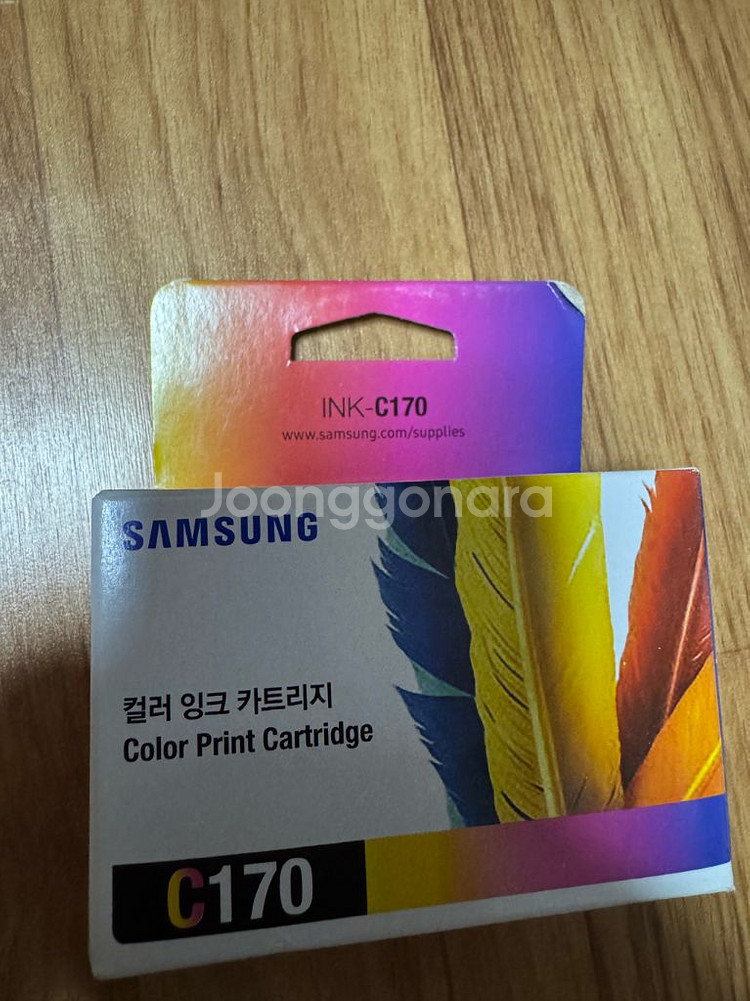 INK-C170
www.samsung.com/supplies
Joonggonara
SAMSUNG
컬러 잉크 카트리지
Color Print Cartridge
C170